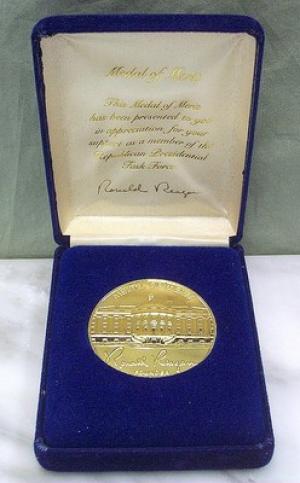 Medal of Merit
This Medal of Merit
has been presented to you
in appreciation, for your
support as a member of the
Republican Presidential
Task Force
Ronald Reagan
Ronald Reagan